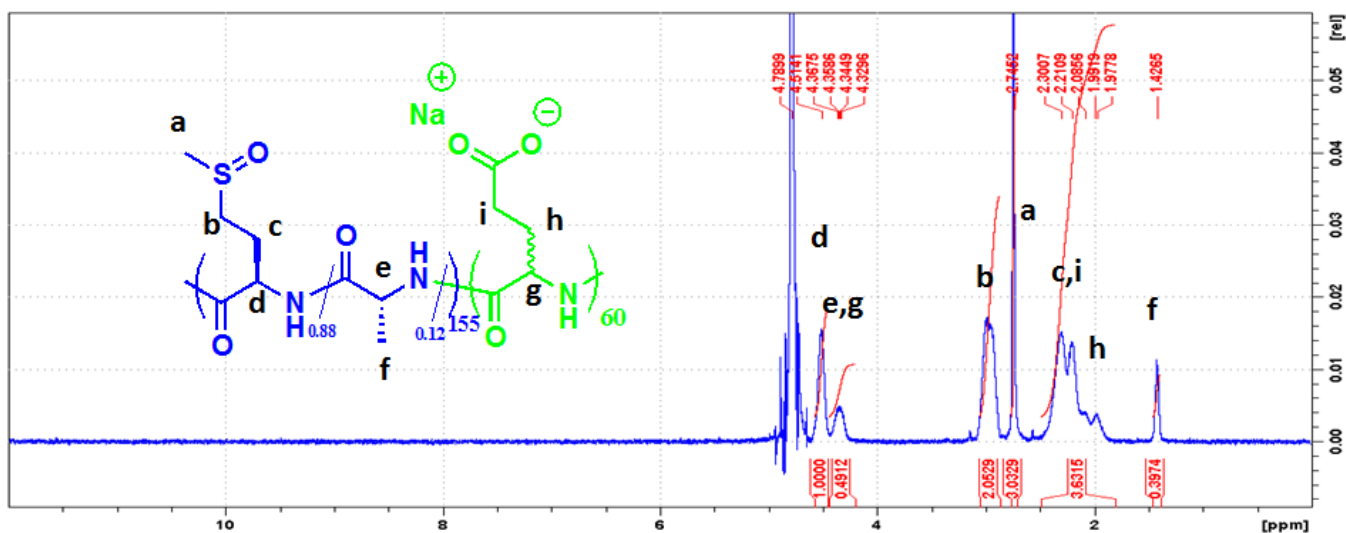 4.7899
4.5141
4.3675
4.3586
4.3449
4.3296
2.7452
2.3007
2.2109
2.0856
1.9919
1.9778
1.4265
[rel]
0.05
0.04
0.03
0.02
0.01
0.00
Na
+
−
a
S
O
O
O
b
c
i
h
O
H
N
e
d
N
H
0.88
O
f
0.12
155
O
g
N
H
60
d
e,g
b
a
c,i
h
f
1.0000
0.4912
2.0529
3.0329
3.6315
0.3974
10
8
6
4
2
[ppm]